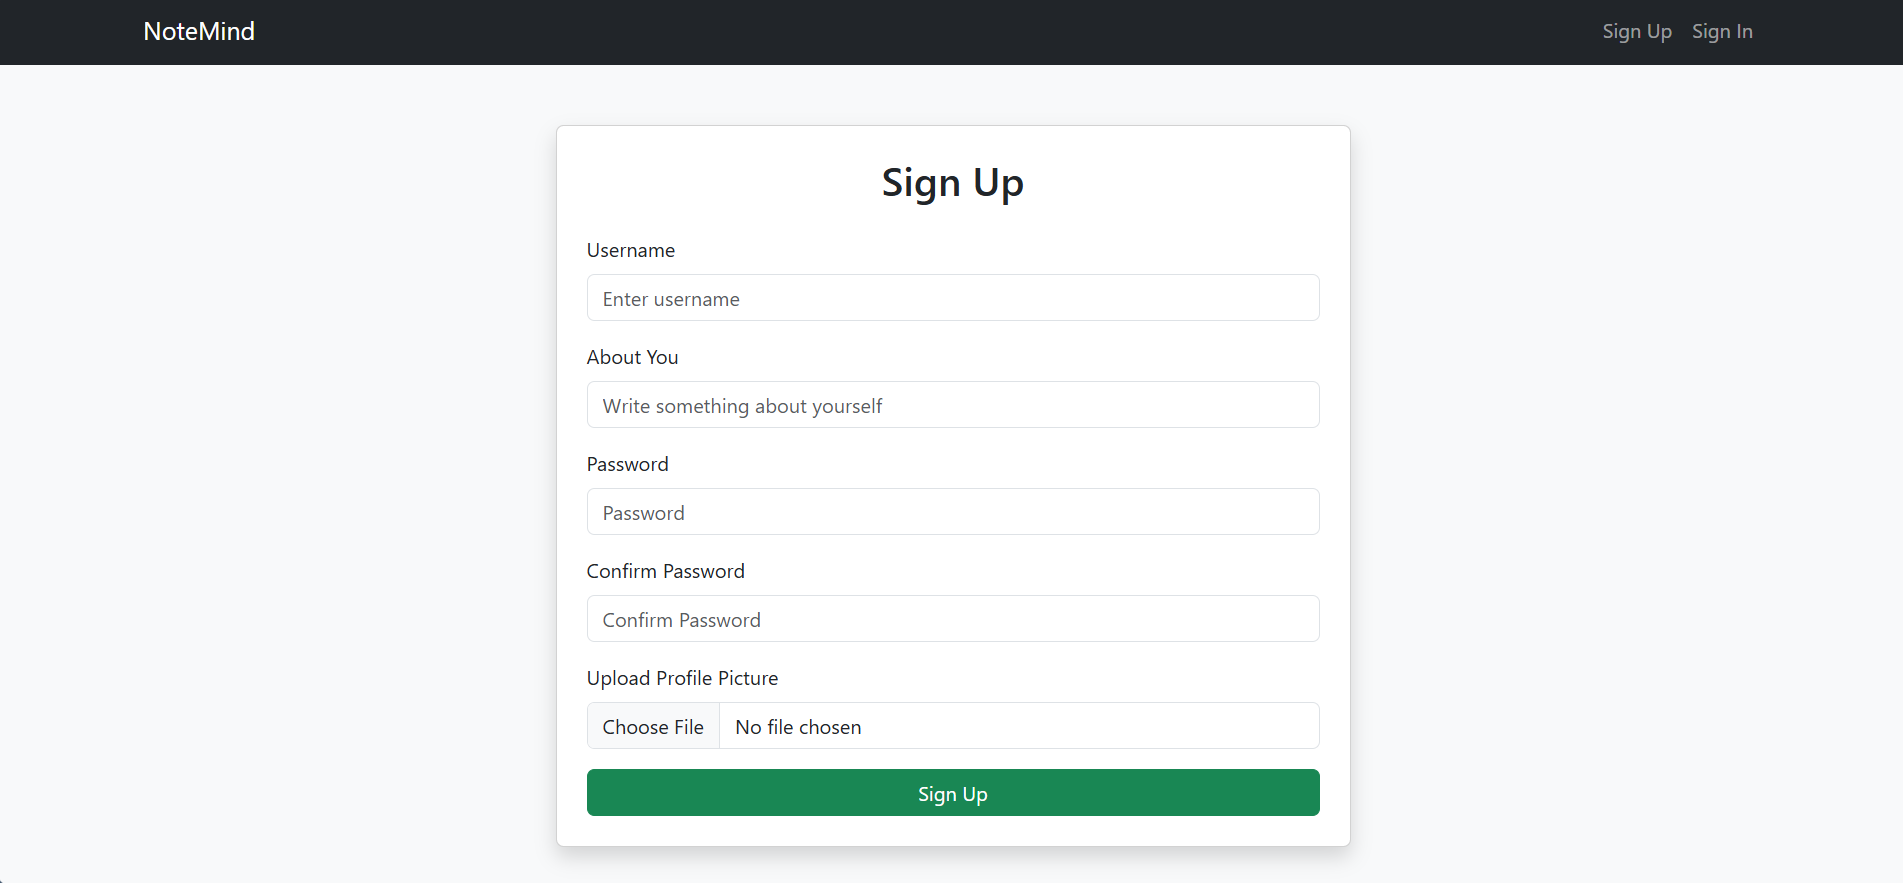 NoteMind Sign Up Sign In
Sign Up
Username
Enter username
About You
Write something about yourself
Password
Password
Confirm Password
Confirm Password
Upload Profile Picture
Choose File No file chosen
Sign Up